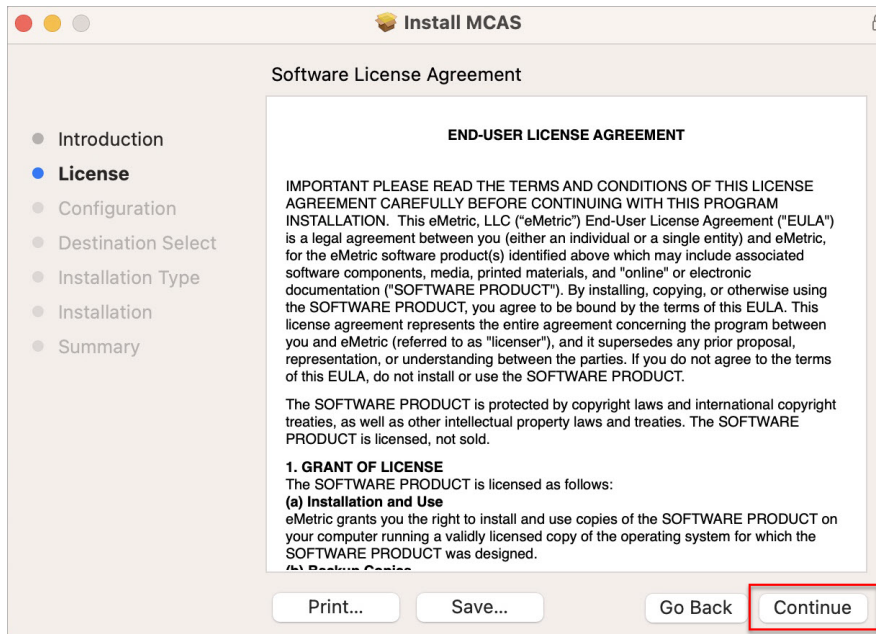 Install MCAS
Software License Agreement
Introduction
License
Configuration
Destination Select
Installation Type
Installation
Summary
END-USER LICENSE AGREEMENT
IMPORTANT PLEASE READ THE TERMS AND CONDITIONS OF THIS LICENSE
AGREEMENT CAREFULLY BEFORE CONTINUING WITH THIS PROGRAM
INSTALLATION.  This eMetric, LLC (“eMetric”) End-User License Agreement ("EULA")
is a legal agreement between you (either an individual or a single entity) and eMetric,
for the eMetric software product(s) identified above which may include associated
software components, media, printed materials, and "online" or electronic
documentation ("SOFTWARE PRODUCT"). By installing, copying, or otherwise using
the SOFTWARE PRODUCT, you agree to be bound by the terms of this EULA. This
license agreement represents the entire agreement concerning the program between
you and eMetric (referred to as "licenser"), and it supersedes any prior proposal,
representation, or understanding between the parties. If you do not agree to the terms
of this EULA, do not install or use the SOFTWARE PRODUCT.
The SOFTWARE PRODUCT is protected by copyright laws and international copyright
treaties, as well as other intellectual property laws and treaties. The SOFTWARE
PRODUCT is licensed, not sold.
1. GRANT OF LICENSE
The SOFTWARE PRODUCT is licensed as follows:
(a) Installation and Use
eMetric grants you the right to install and use copies of the SOFTWARE PRODUCT on
your computer running a validly licensed copy of the operating system for which the
SOFTWARE PRODUCT was designed.
(b) Backup Copies
Print...
Save...
Go Back
Continue